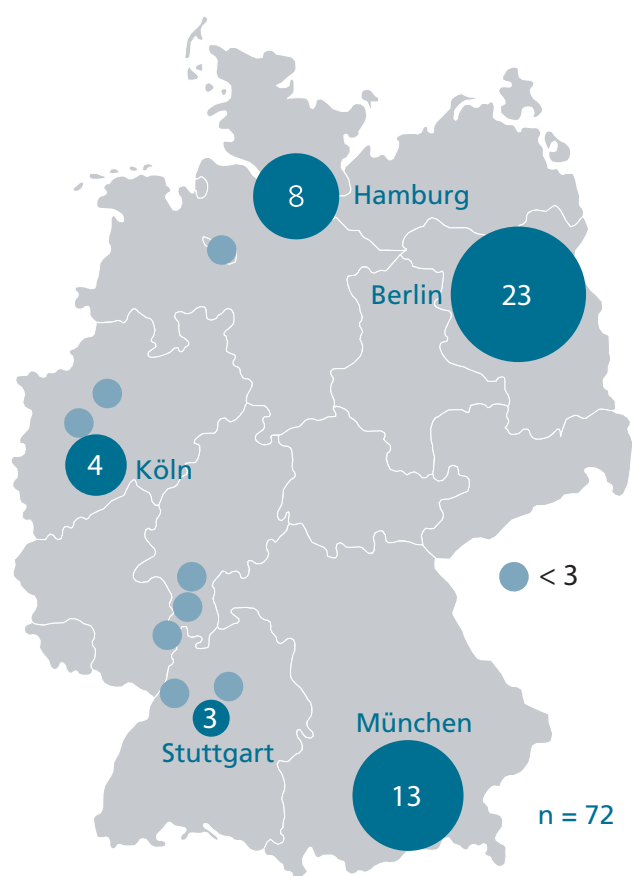 8
Hamburg
Berlin
23
4
Köln
< 3
3
Stuttgart
München
13
n = 72